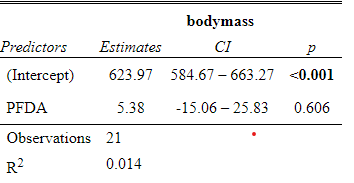 bodymass
Predictors Estimates CI p
(Intercept) 623.97 584.67 – 663.27 <0.001
PFDA 5.38 -15.06 – 25.83 0.606
Observations 21
R2 0.014